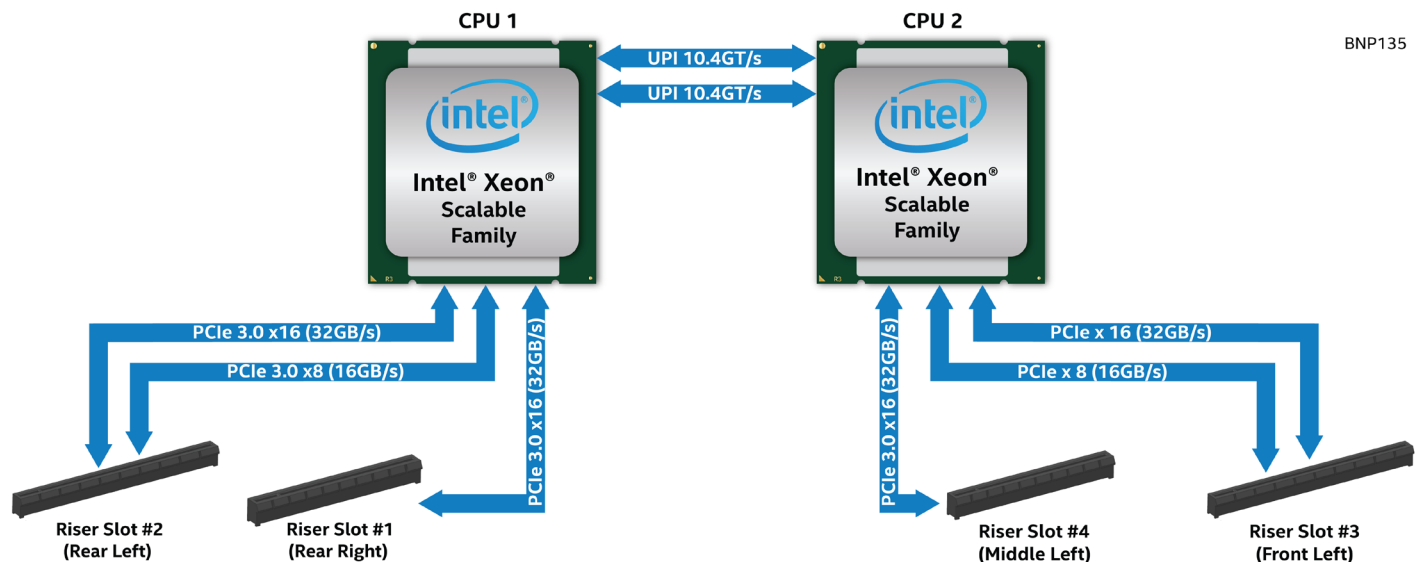 CPU 1
CPU 2
BNP135
UPI 10.4GT/s
UPI 10.4GT/s
intel®
Intel® Xeon®
Scalable
Family
R3
intel®
Intel® Xeon®
Scalable
Family
R3
PCIe 3.0 x16 (32GB/s)
PCIe 3.0 x8 (16GB/s)
PCIe 3.0 x16 (32GB/s)
PCIe 3.0 x16 (32GB/s)
PCIe x 16 (32GB/s)
PCIe x 8 (16GB/s)
Riser Slot #2
(Rear Left)
Riser Slot #1
(Rear Right)
Riser Slot #4
(Middle Left)
Riser Slot #3
(Front Left)